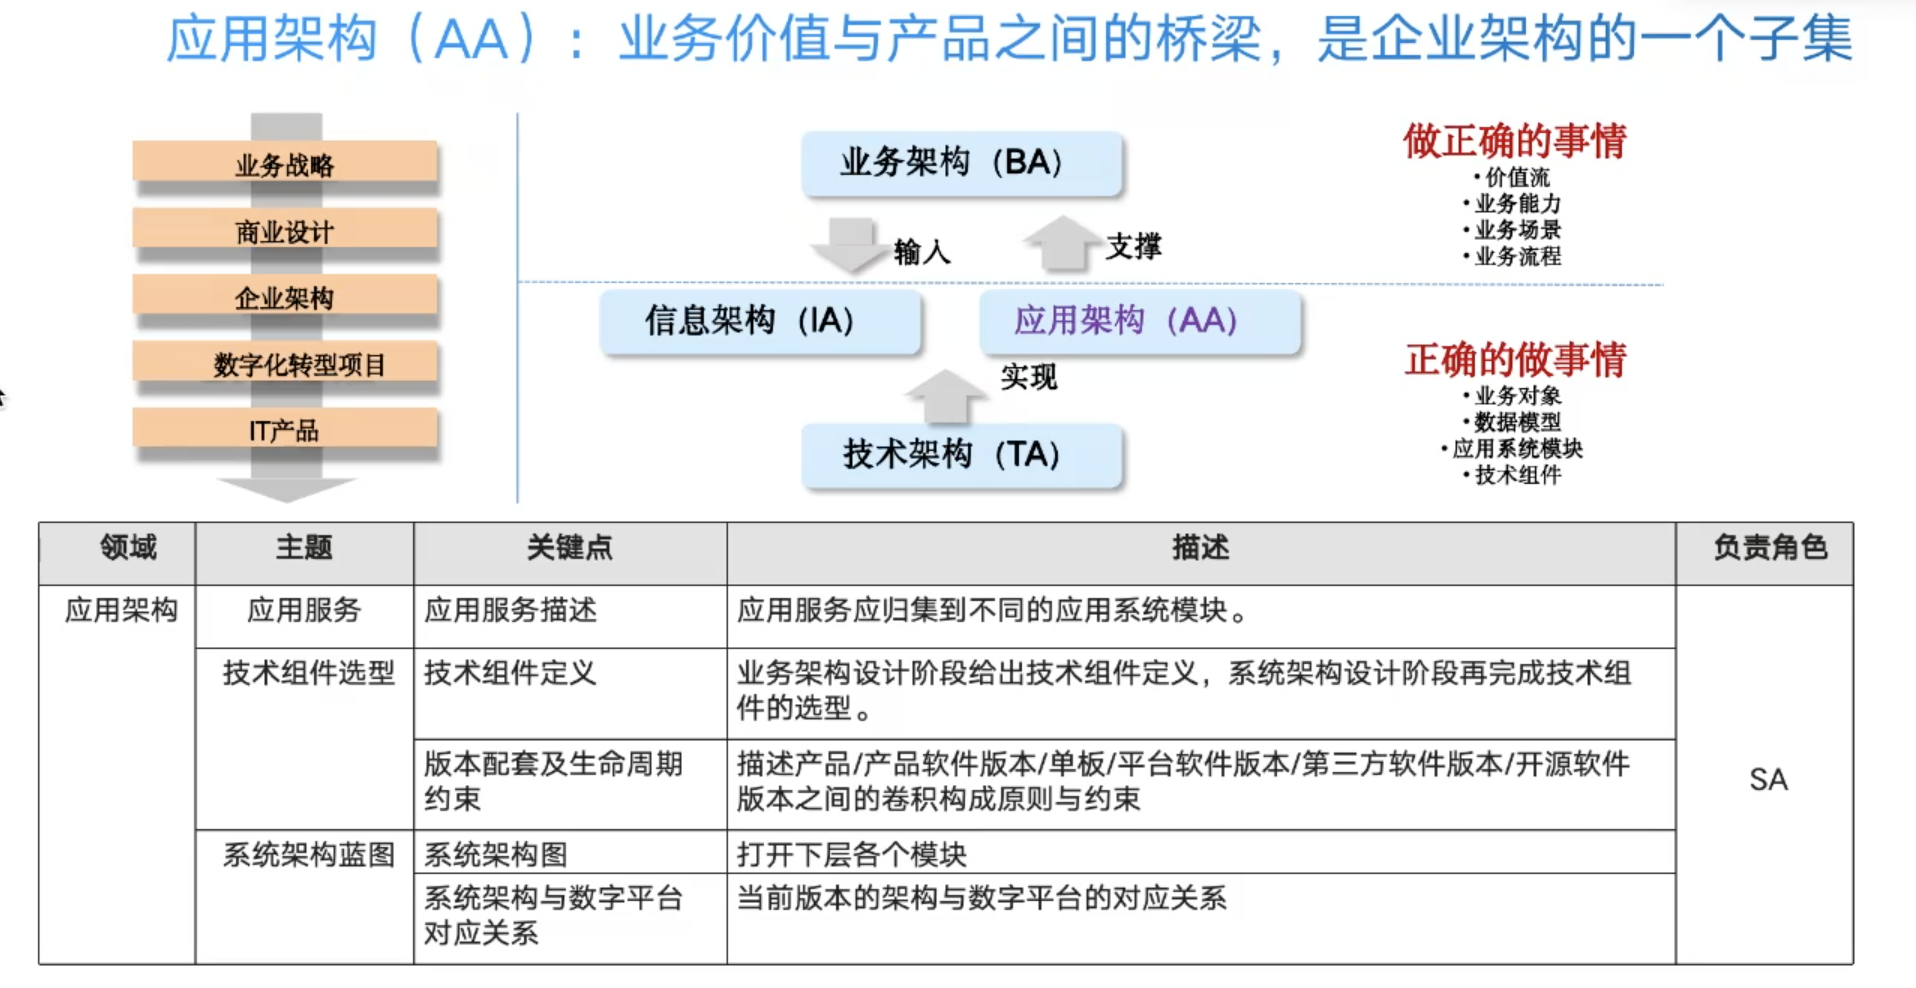 应用架构（AA）：业务价值与产品之间的桥梁，是企业架构的一个子集
业务战略
商业设计
企业架构
数字化转型项目
IT产品
业务架构（BA）
输入
支撑
信息架构（IA）
应用架构（AA）
实现
技术架构（TA）
做正确的事情
•价值流
•业务能力
•业务场景
•业务流程
正确的做事情
•业务对象
•数据模型
•应用系统模块
•技术组件
领域 主题 关键点 描述 负责角色
应用架构 应用服务 应用服务描述 应用服务应归集到不同的应用系统模块。
技术组件选型 技术组件定义 业务架构设计阶段给出技术组件定义，系统架构设计阶段再完成技术组
件的选型。
版本配套及生命周期 描述产品/产品软件版本/单板/平台软件版本/第三方软件版本/开源软件
约束 版本之间的卷积构成原则与约束
SA
系统架构蓝图 系统架构图 打开下层各个模块
系统架构与数字平台 当前版本的架构与数字平台的对应关系
对应关系